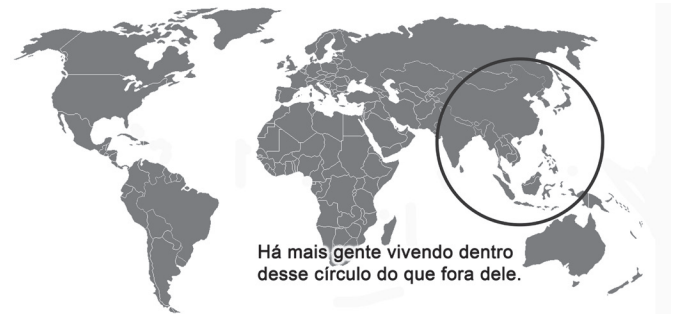 Há mais gente vivendo dentro
desse círculo do que fora dele.